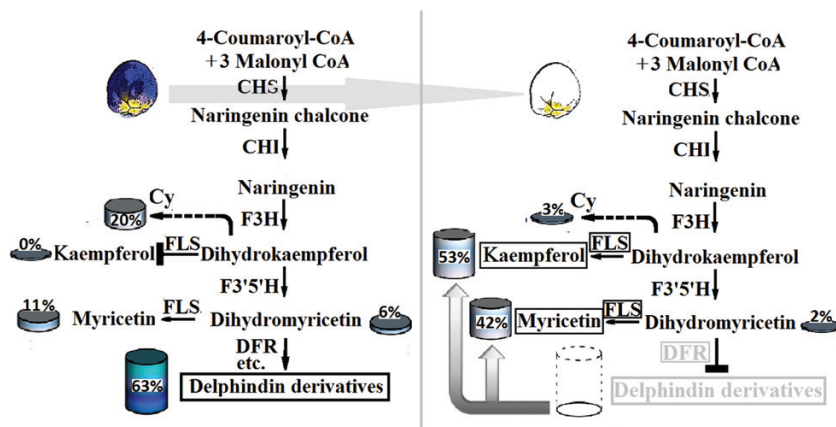 4-Coumaroyl-CoA
+3 Malonyl CoA
CHS
Naringenin chalcone
CHI
Naringenin
Cy
20%
F3H
0%
Kaempferol
FLS
Dihydrokaempferol
F3'5'H
11%
Myricetin
FLS
Dihydromyricetin
6%
DFR
etc.
63%
Delphindin derivatives
4-Coumaroyl-CoA
+3 Malonyl CoA
CHS
Naringenin chalcone
CHI
Naringenin
3%
Cy
F3H
53%
Kaempferol
FLS
Dihydrokaempferol
F3'5'H
42%
Myricetin
FLS
Dihydromyricetin
2%
DFR
Delphindin derivatives